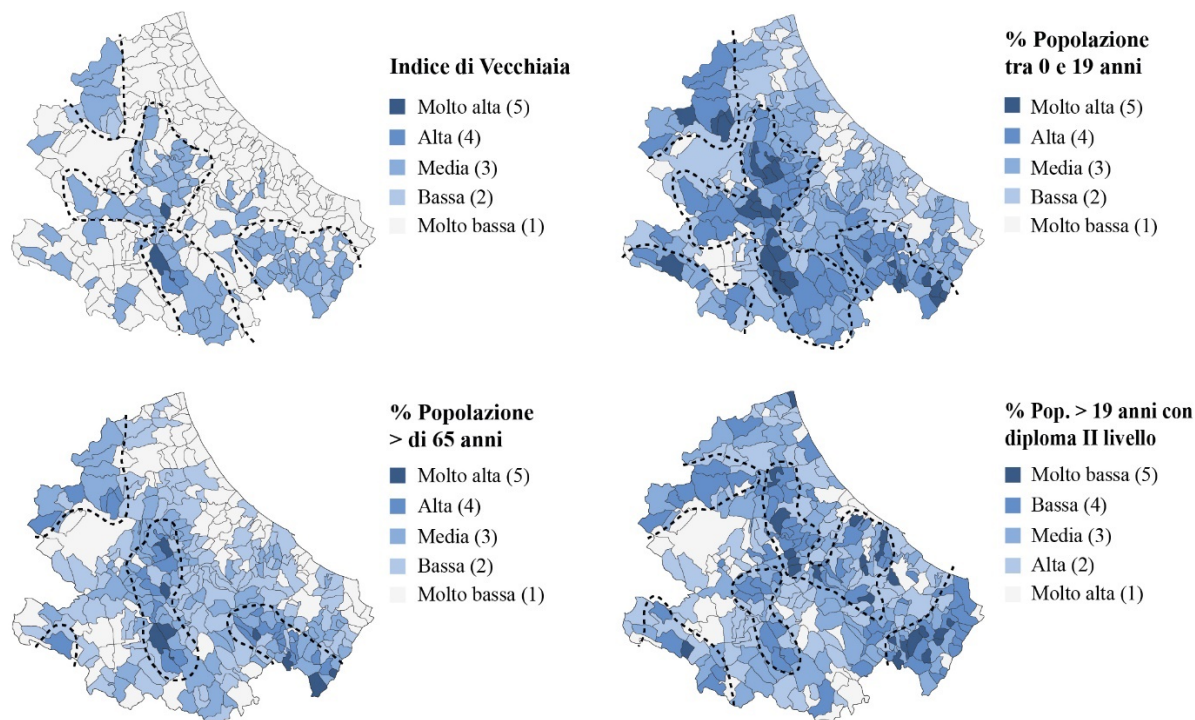 Indice di Vecchiaia
Molto alta (5)
Alta (4)
Media (3)
Bassa (2)
Molto bassa (1)
% Popolazione
tra 0 e 19 anni
Molto alta (5)
Alta (4)
Media (3)
Bassa (2)
Molto bassa (1)
% Popolazione
> di 65 anni
Molto alta (5)
Alta (4)
Media (3)
Bassa (2)
Molto bassa (1)
% Pop. > 19 anni con
diploma II livello
Molto bassa (5)
Bassa (4)
Media (3)
Alta (2)
Molto alta (1)